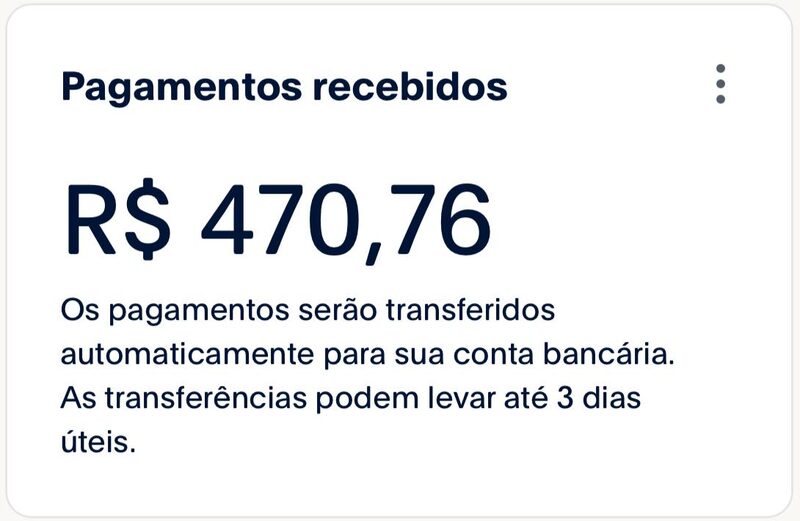 Pagamentos recebidos
R$ 470,76
Os pagamentos serão transferidos
automaticamente para sua conta bancária.
As transferências podem levar até 3 dias
úteis.